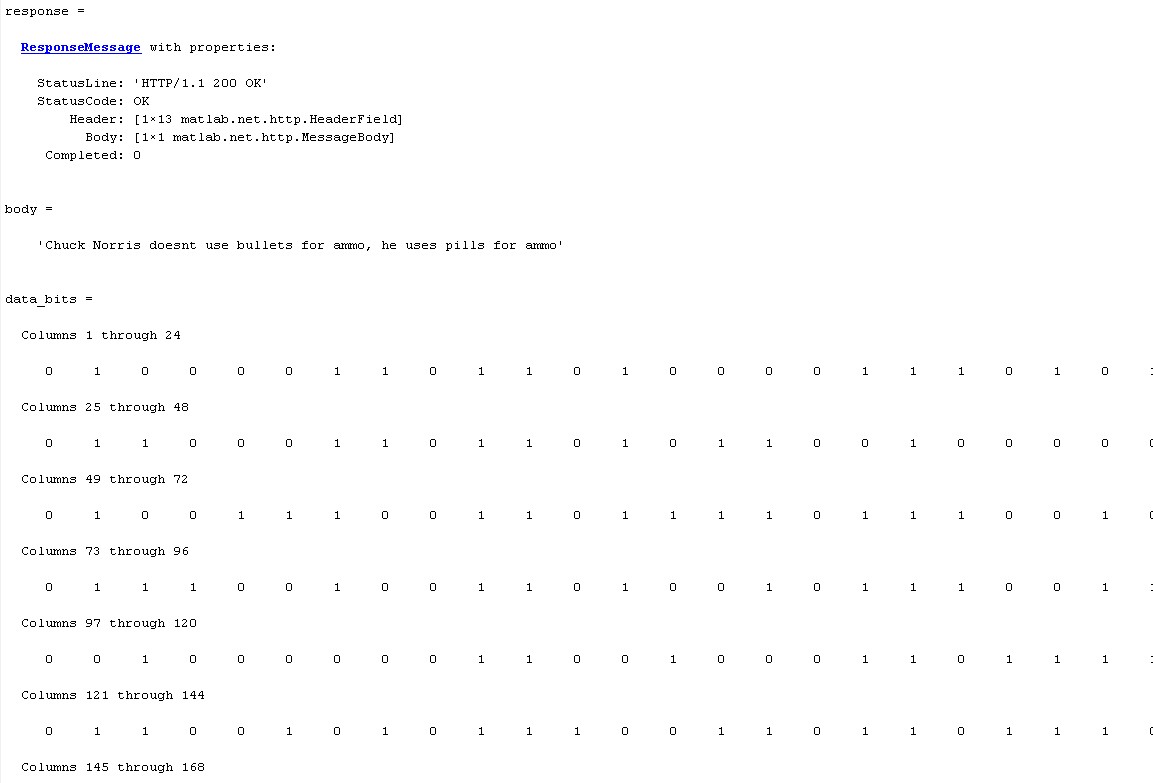 response =
ResponseMessage with properties:
StatusLine: 'HTTP/1.1 200 OK'
StatusCode: OK
Header: [1×13 matlab.net.http.HeaderField]
Body: [1×1 matlab.net.http.MessageBody]
Completed: 0
body =
'Chuck Norris doesnt use bullets for ammo, he uses pills for ammo'
data_bits =
Columns 1 through 24
0 1 0 0 0 0 1 1 0 1 1 0 1 0 0 0 0 1 1 1 0 1 0
Columns 25 through 48
0 1 1 0 0 0 1 1 0 1 1 0 1 0 1 1 0 0 1 0 0 0 0
Columns 49 through 72
0 1 0 0 1 1 1 0 0 1 1 0 1 1 1 1 0 1 1 1 0 0 1
Columns 73 through 96
0 1 1 1 0 0 1 0 0 1 1 0 1 0 0 1 0 1 1 1 0 0 1
Columns 97 through 120
0 0 1 0 0 0 0 0 0 1 1 0 0 1 0 0 0 1 1 0 1 1 1
Columns 121 through 144
0 1 1 0 0 1 0 1 0 1 1 1 0 0 1 1 0 1 1 0 1 1 1
Columns 145 through 168